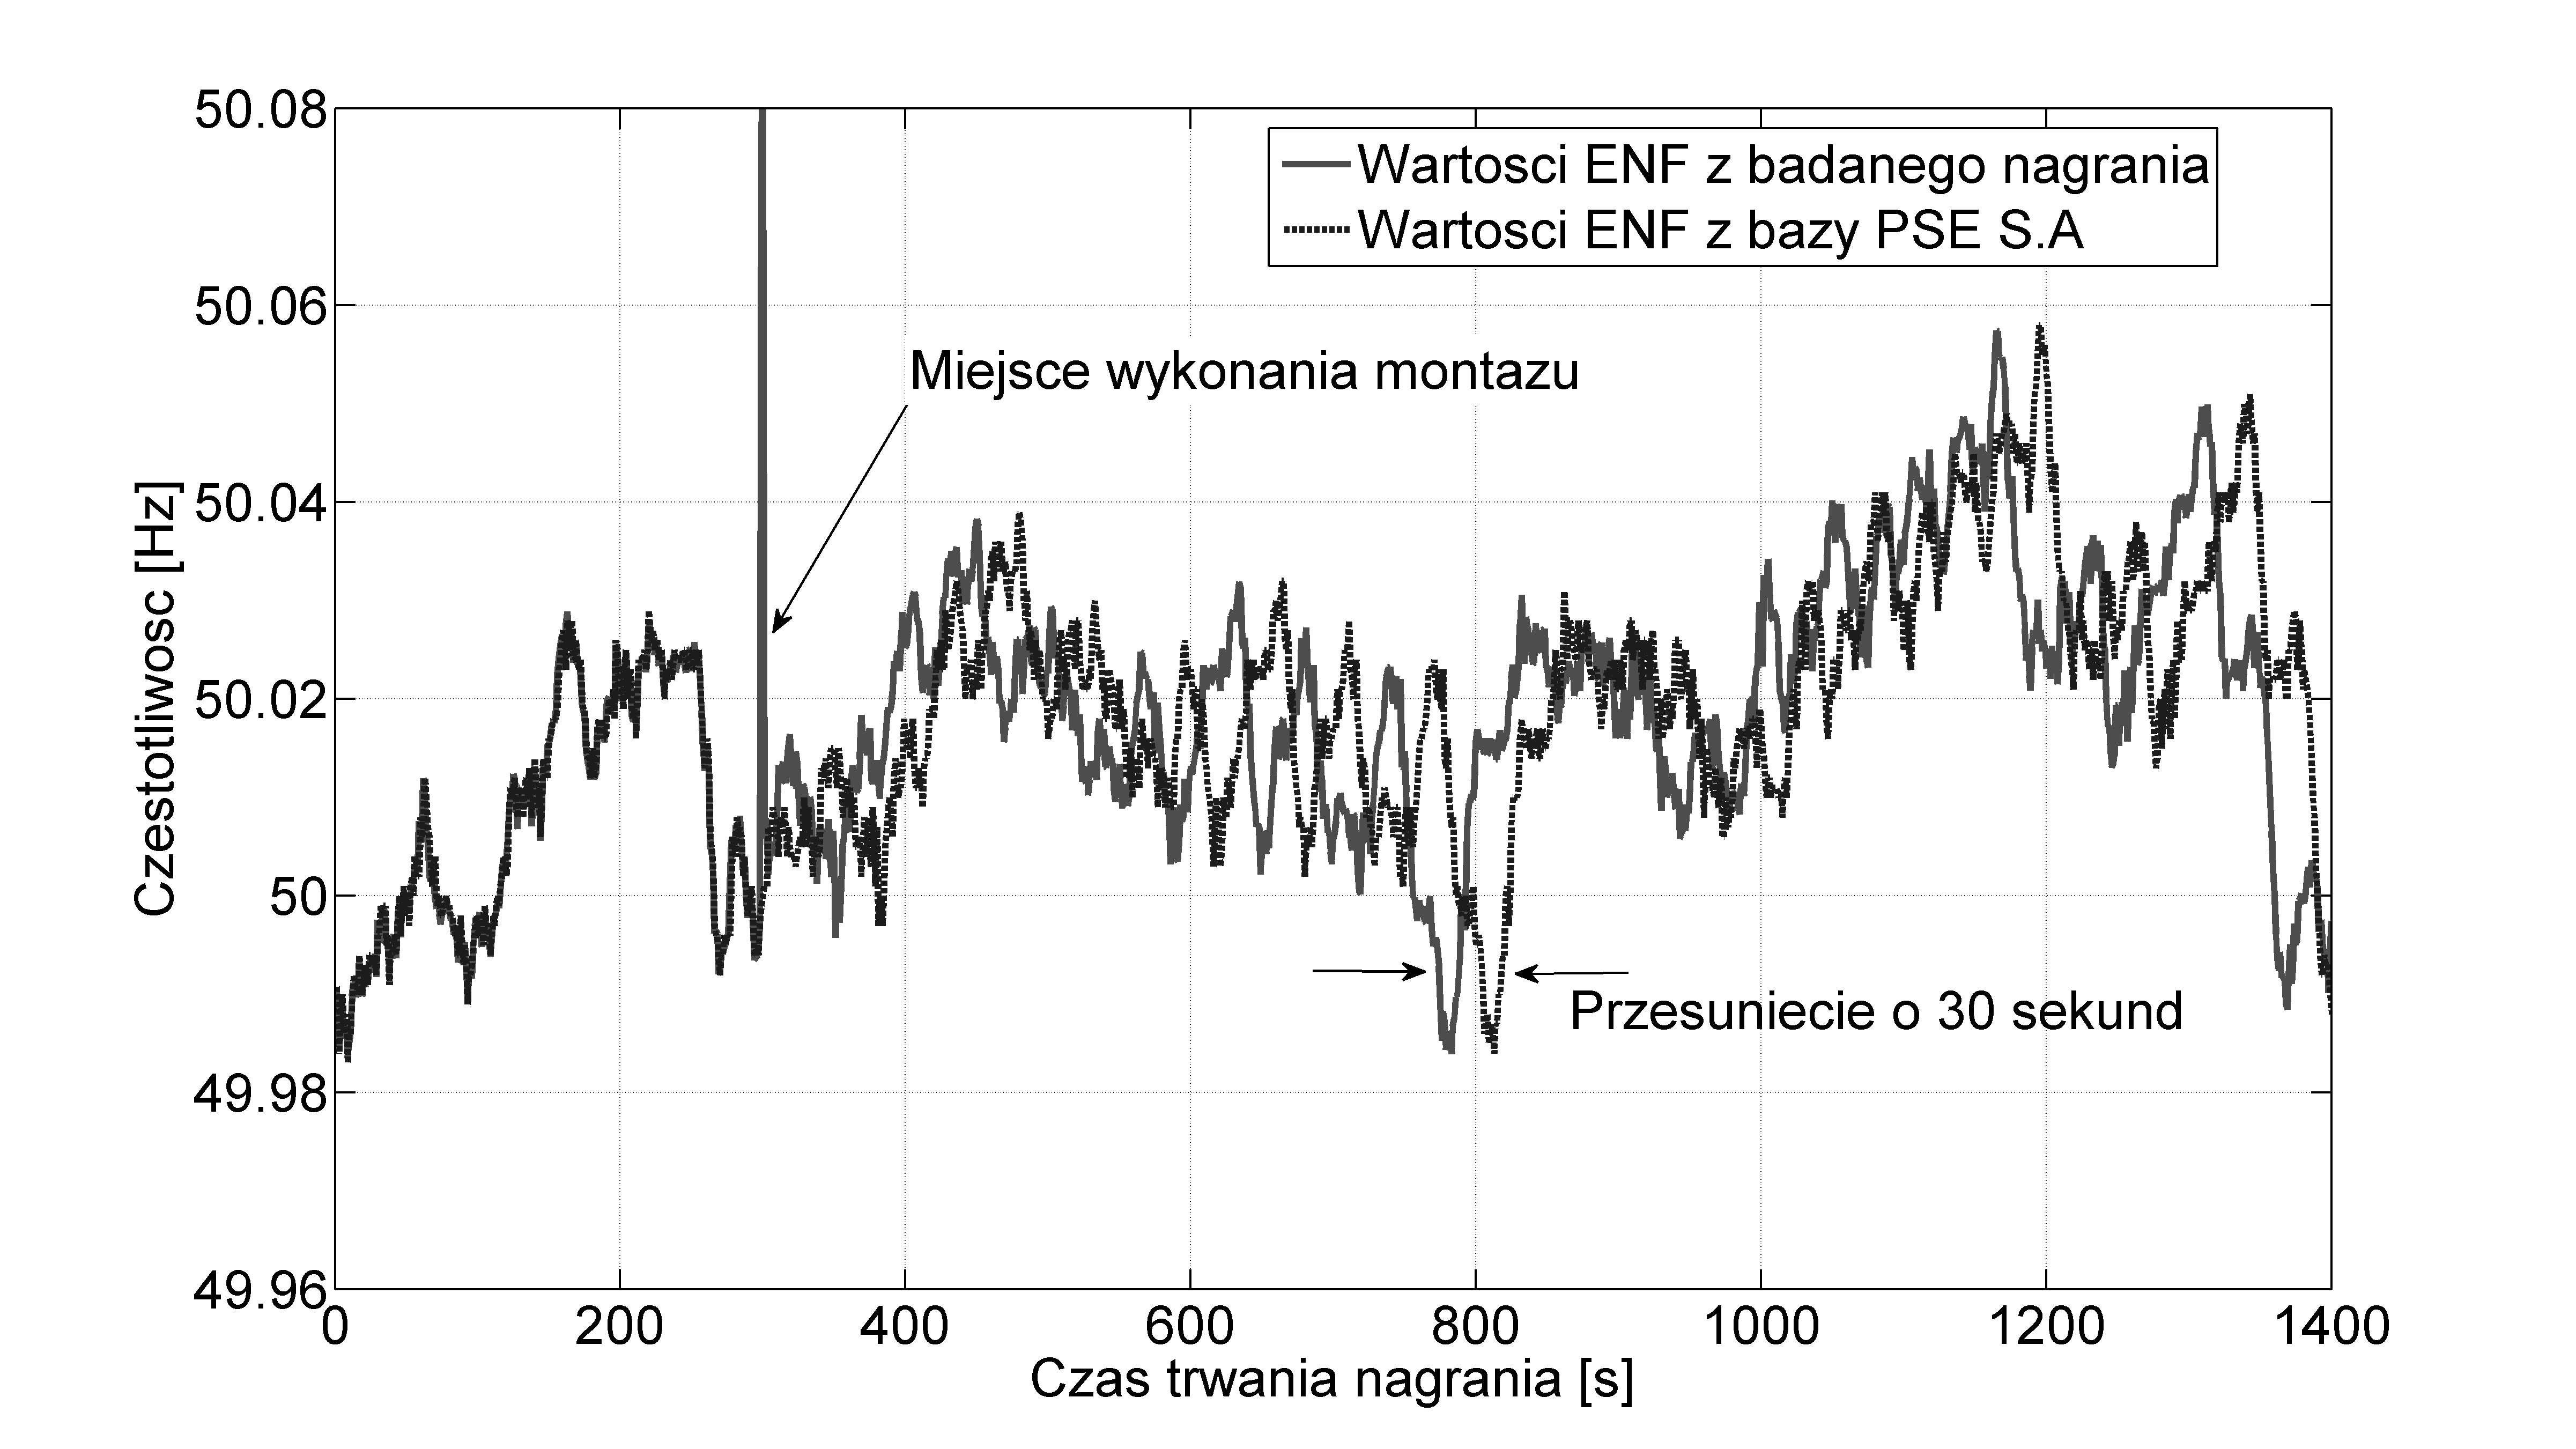 50.08
50.06
50.04
50.02
50
49.98
49.96
Czestotliwosc [Hz]
Wartosci ENF z badanego nagrania
Wartosci ENF z bazy PSE S.A
Miejsce wykonania montazu
Przesuniecie o 30 sekund
0 200 400 600 800 1000 1200 1400
Czas trwania nagrania [s]